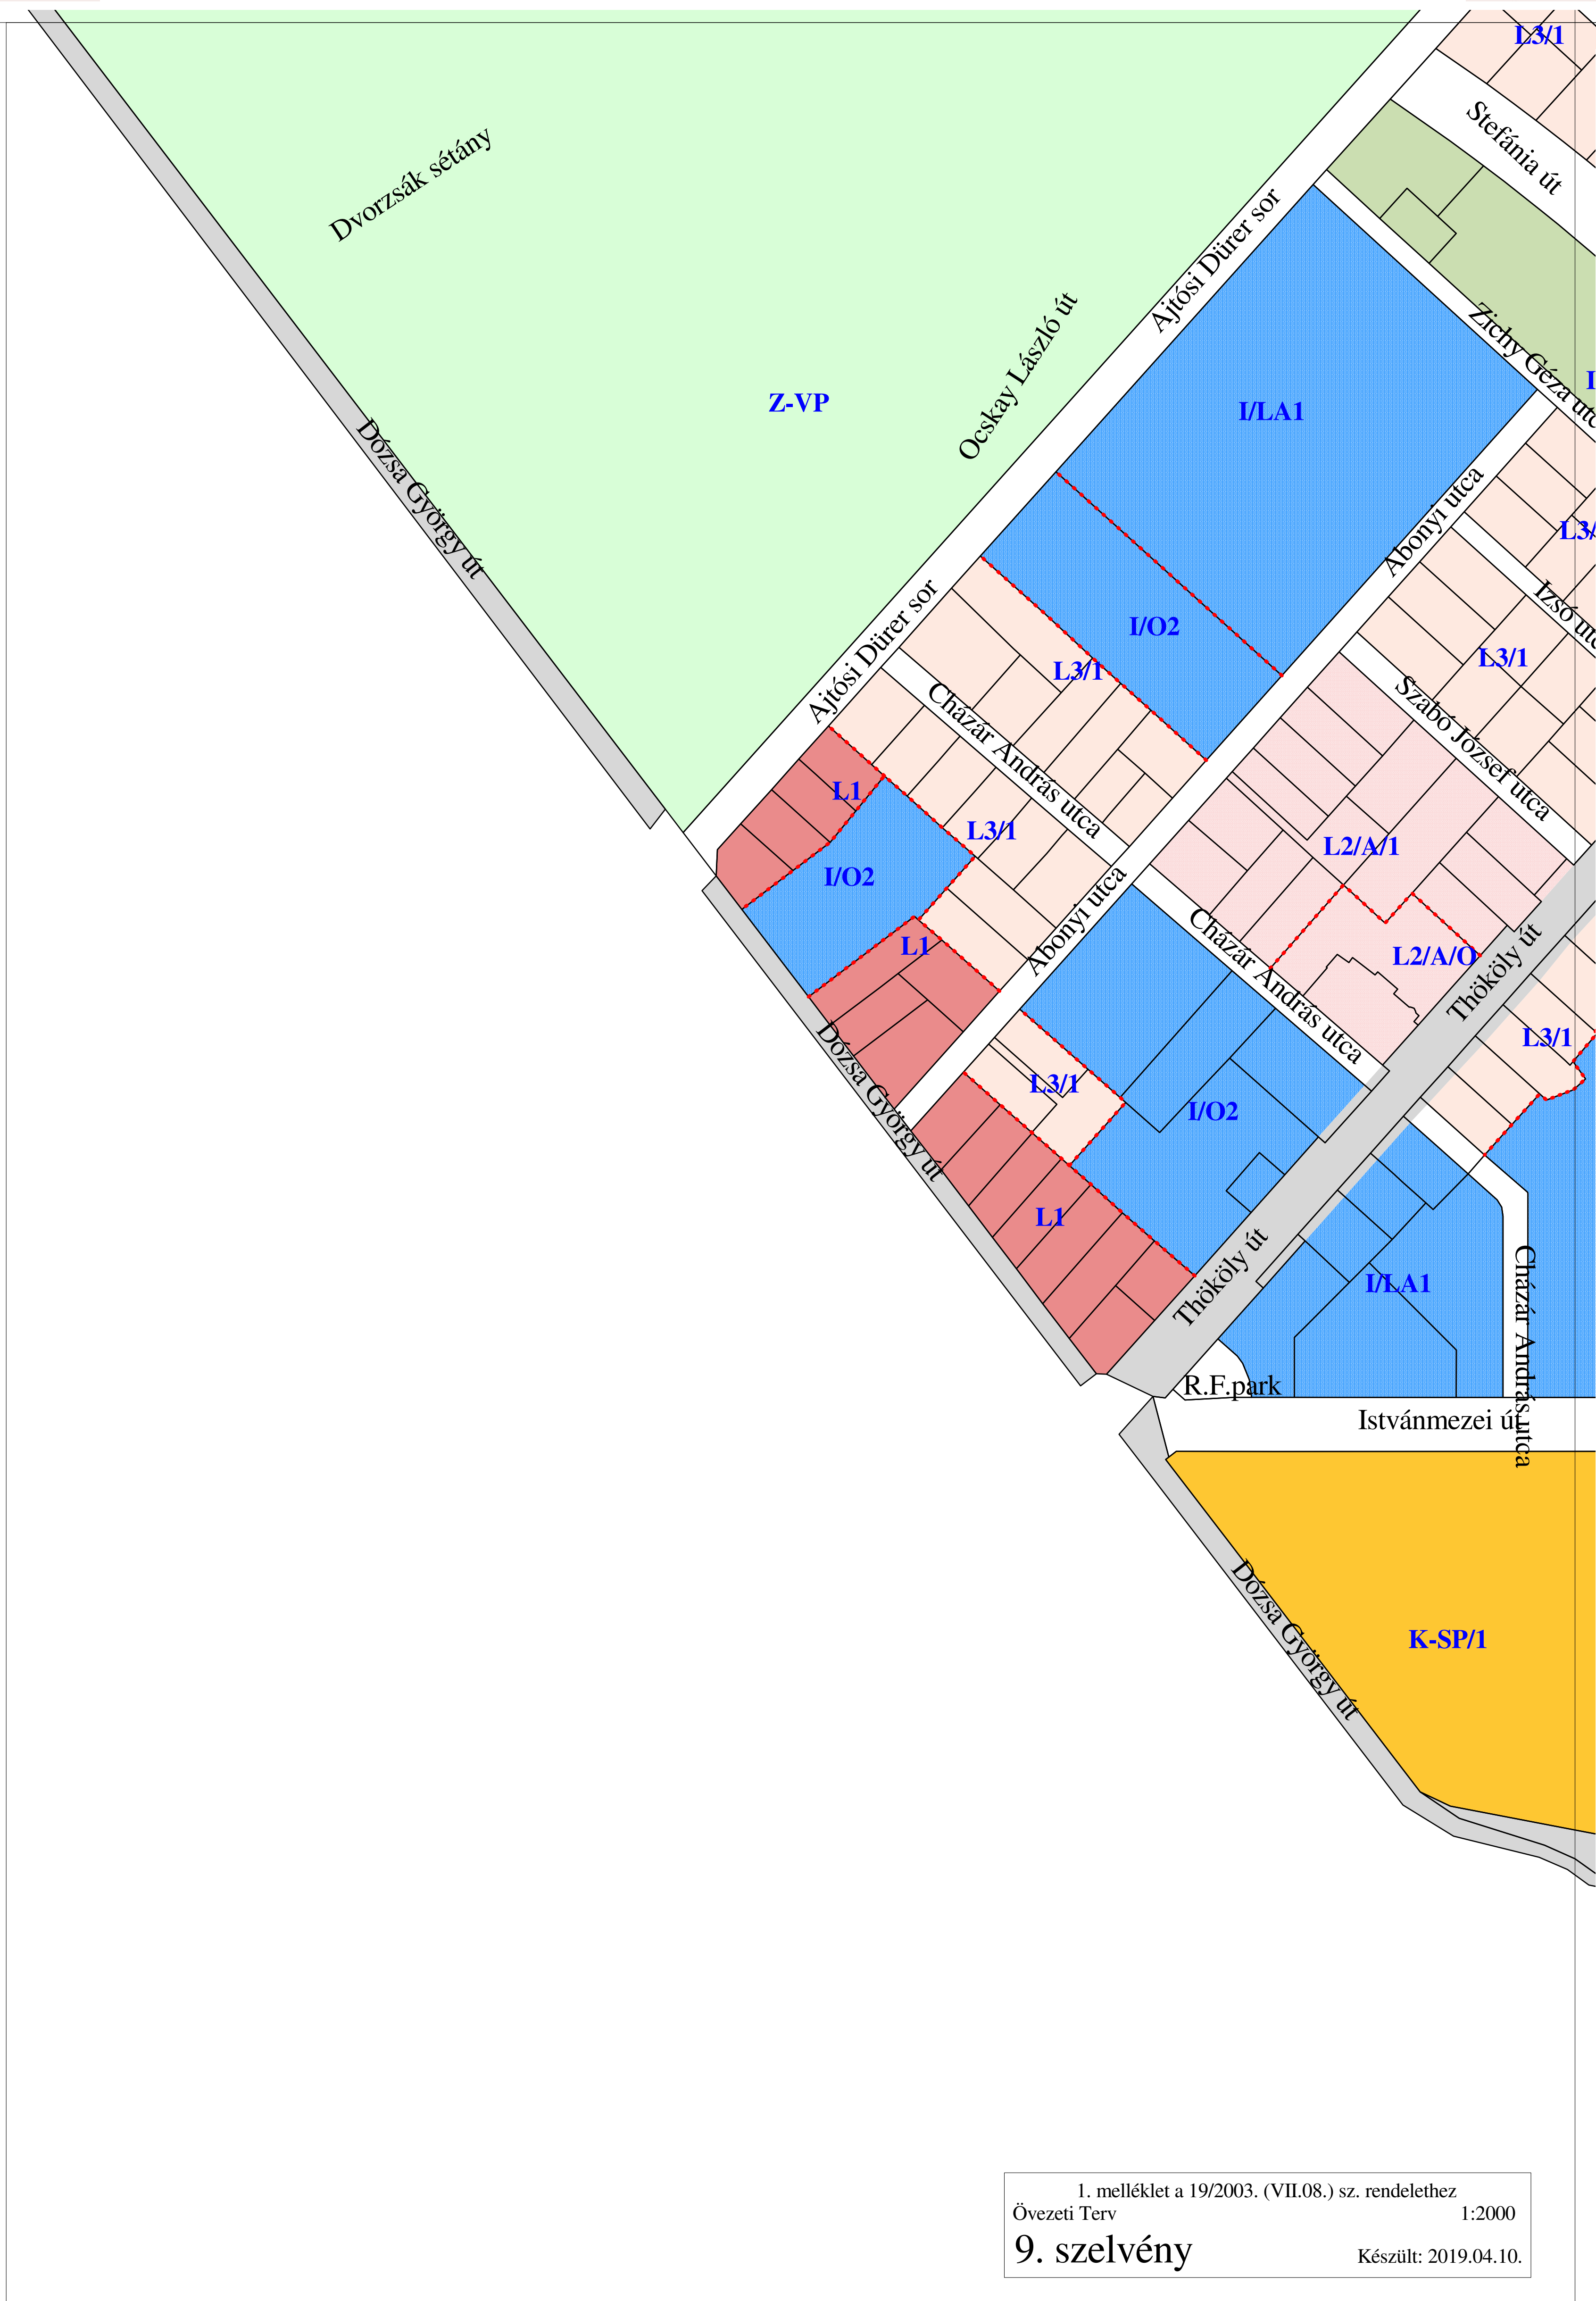 L3/1
Stefánia út
Dvorzsák sétány
Ajtósi Dürer sor
Zichy Géza utc
Ocskay László út
Z-VP
I/LA1
Dózsa György út
Abonyi utca
L3/
Izsó utc
I/O2
Ajtósi Dürer sor
L3/1
L3/1
Szabó József utca
Cházár András utca
L1
L3/1
L2/A/1
I/O2
Abonyi utca
L1
Cházár András utca
L2/A/O
Thököly út
L3/1
Dózsa György út
L3/1
I/O2
L1
Thököly út
I/LA1
Cházár András utca
R.F.park
Istvánmezei út
Dózsa György út
K-SP/1
1. melléklet a 19/2003. (VII.08.) sz. rendelethez
Övezeti Terv 1:2000
9. szelvény Készült: 2019.04.10.